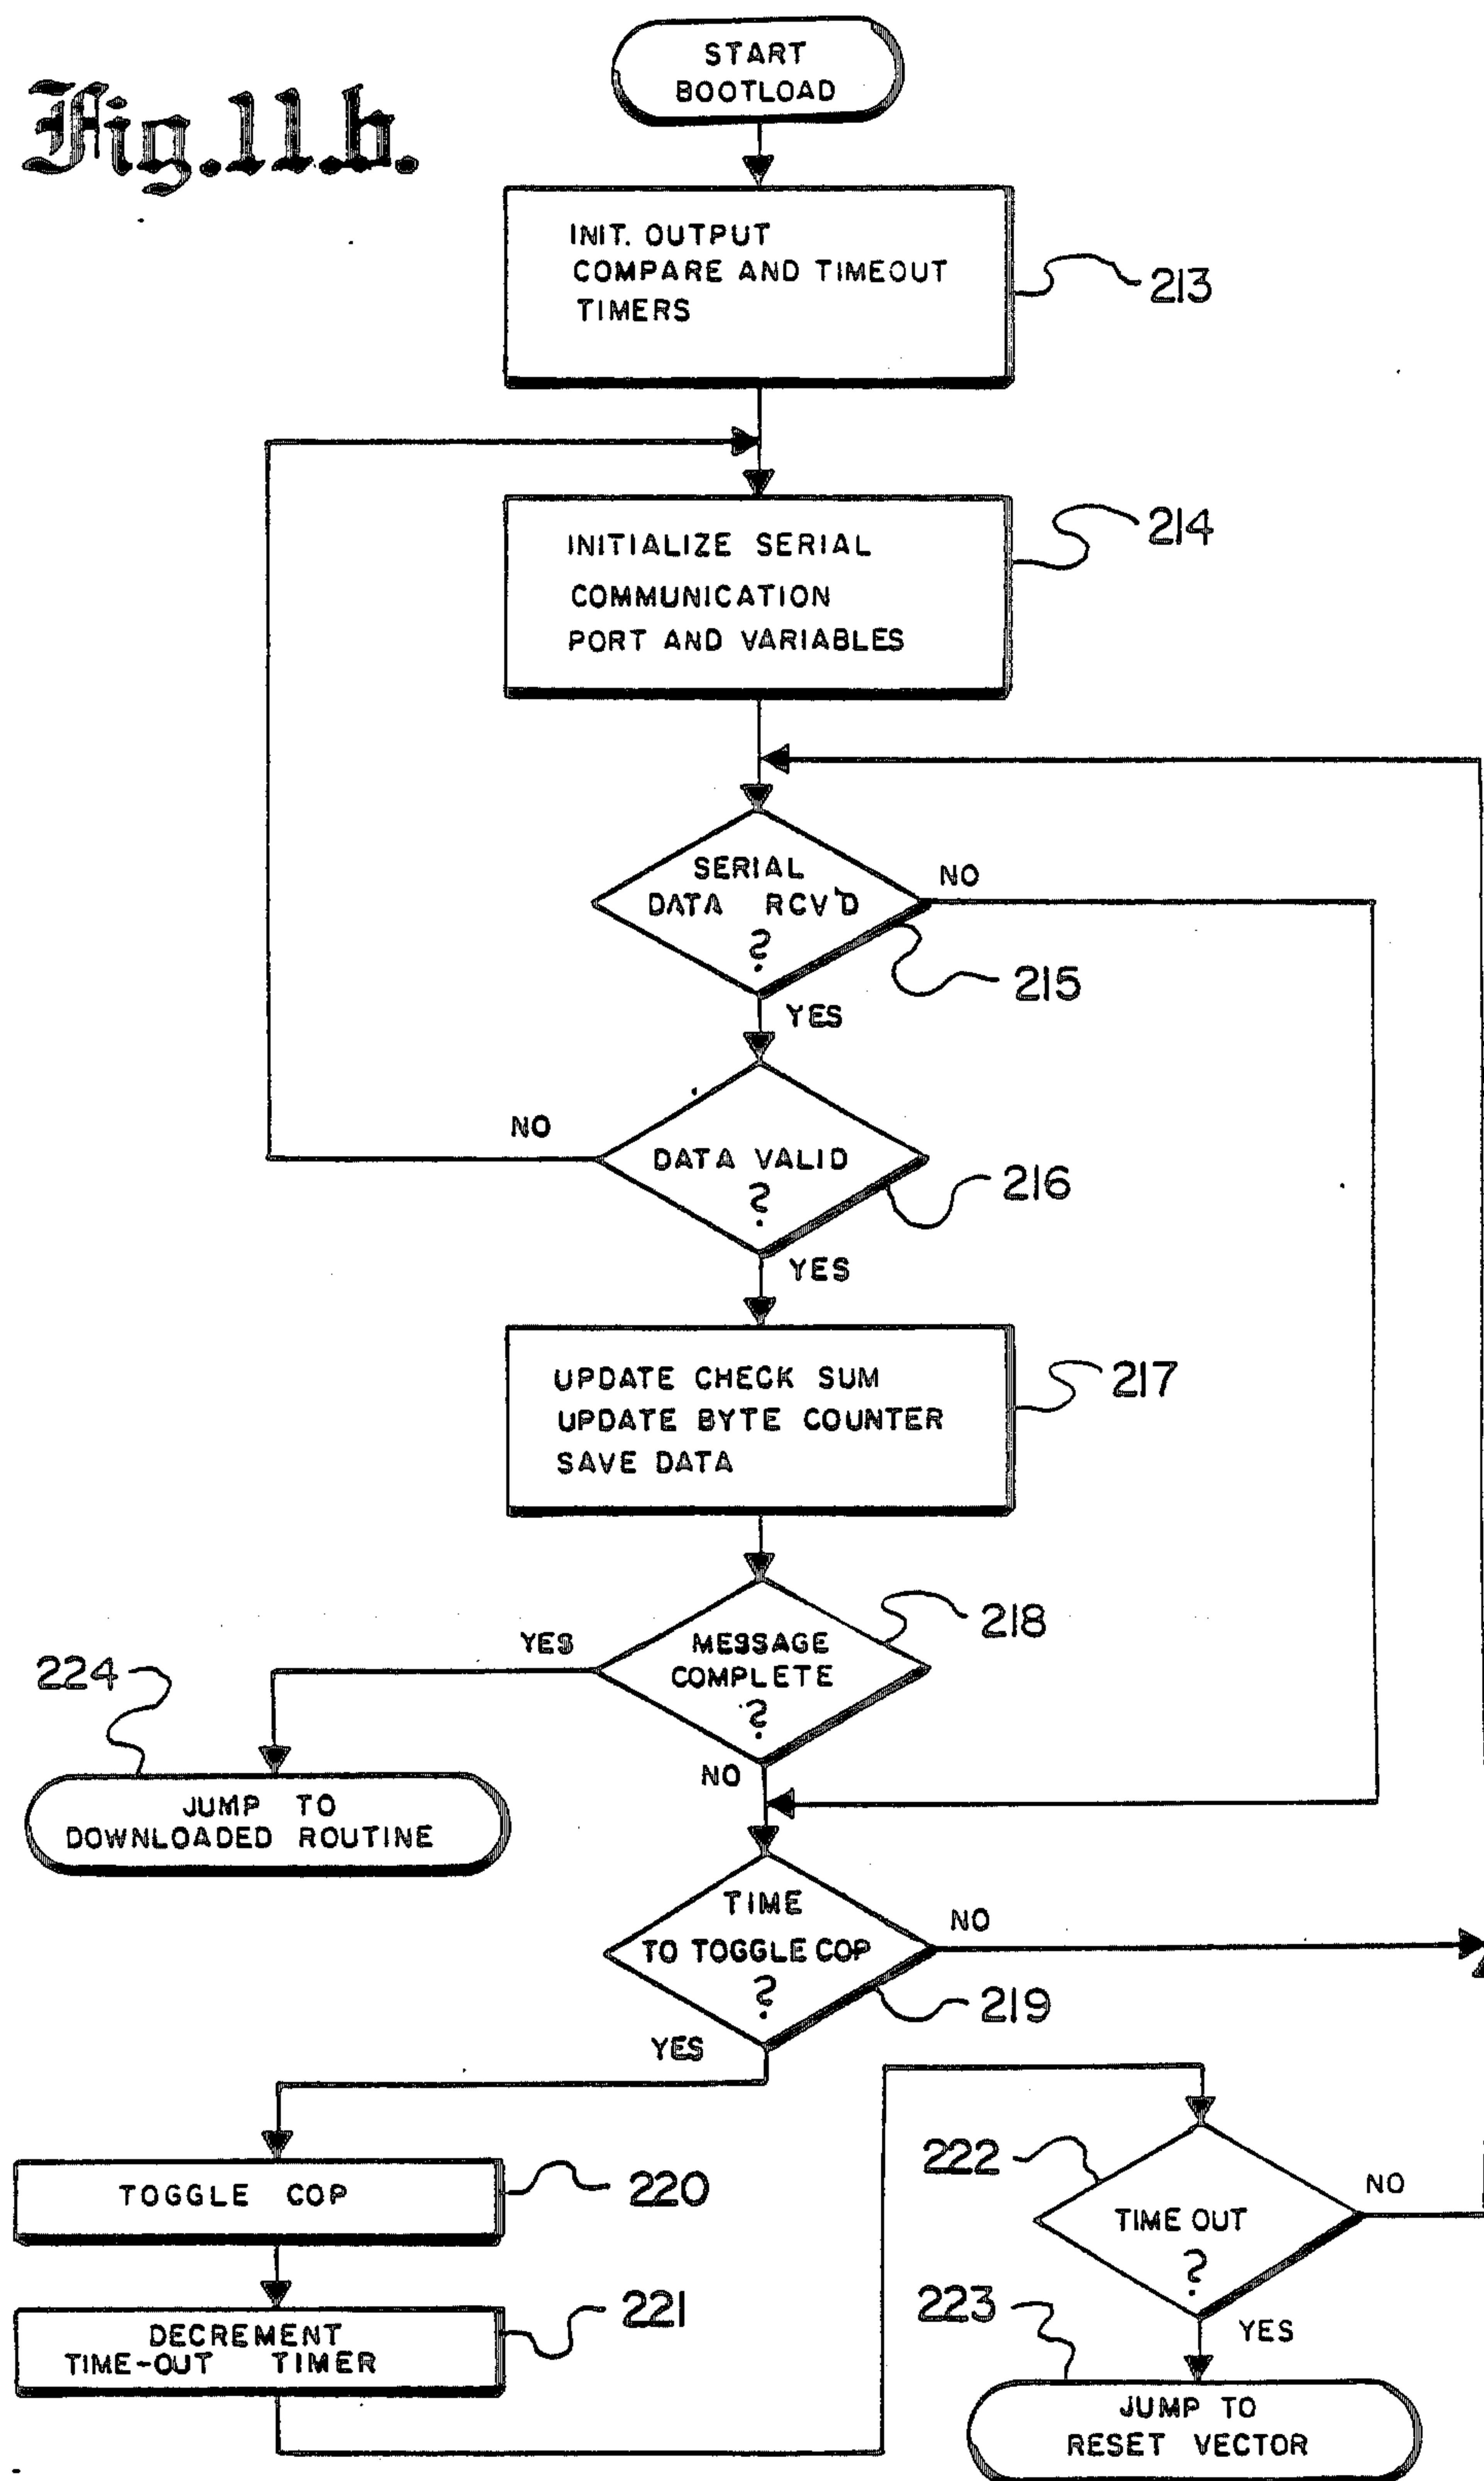 Fig.11.b.
START
BOOTLOAD
INIT. OUTPUT
COMPARE AND TIMEOUT
TIMERS
213
INITIALIZE SERIAL
COMMUNICATION
PORT AND VARIABLES
214
SERIAL
DATA RCV'D
?
NO
215
YES
DATA VALID
?
NO
216
YES
UPDATE CHECK SUM
UPDATE BYTE COUNTER
SAVE DATA
217
MESSAGE
COMPLETE
?
218
YES
224
JUMP TO
DOWNLOADED ROUTINE
NO
TIME
TO TOGGLE COP
?
NO
219
YES
TOGGLE COP
220
DECREMENT
TIME-OUT TIMER
221
222
TIME OUT
?
NO
223
YES
JUMP TO
RESET VECTOR